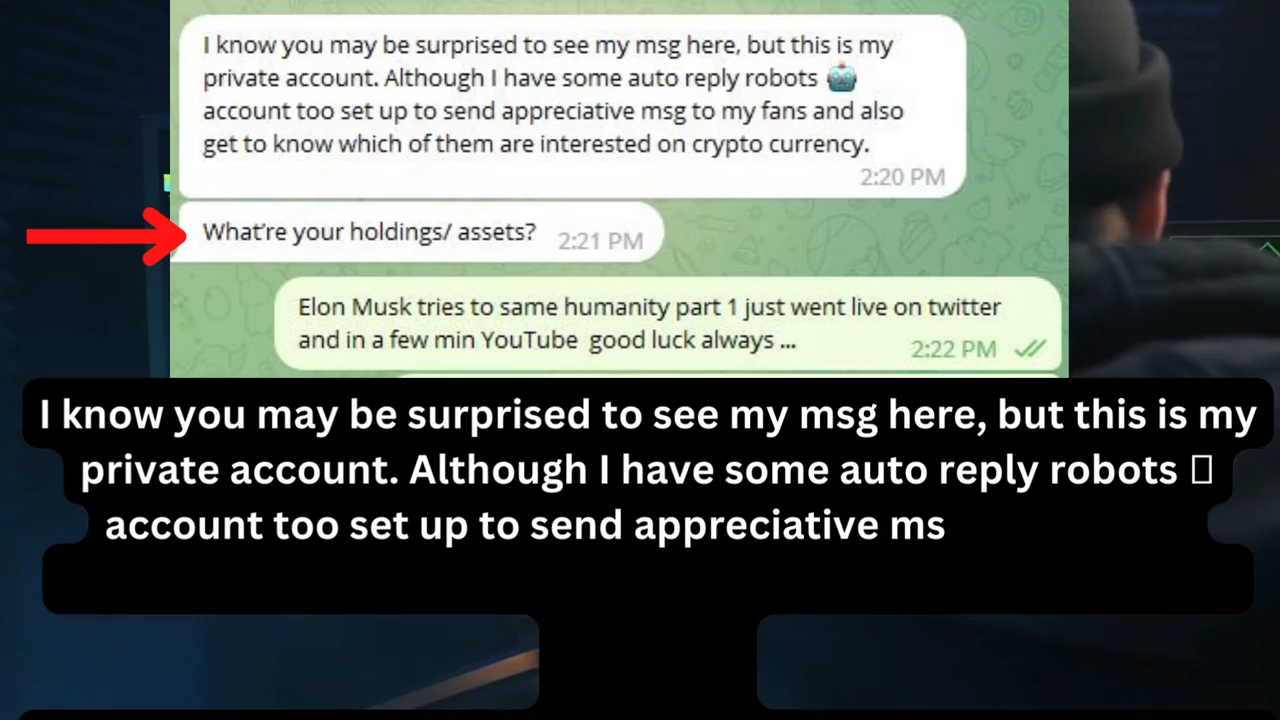 I know you may be surprised to see my msg here, but this is my
private account. Although I have some auto reply robots 🤖
account too set up to send appreciative msg to my fans and also
get to know which of them are interested on crypto currency.
2:20 PM
What're your holdings/ assets? 2:21 PM
Elon Musk tries to same humanity part 1 just went live on twitter
and in a few min YouTube good luck always ...
2:22 PM
I know you may be surprised to see my msg here, but this is my
private account. Although I have some auto reply robots
account too set up to send appreciative ms